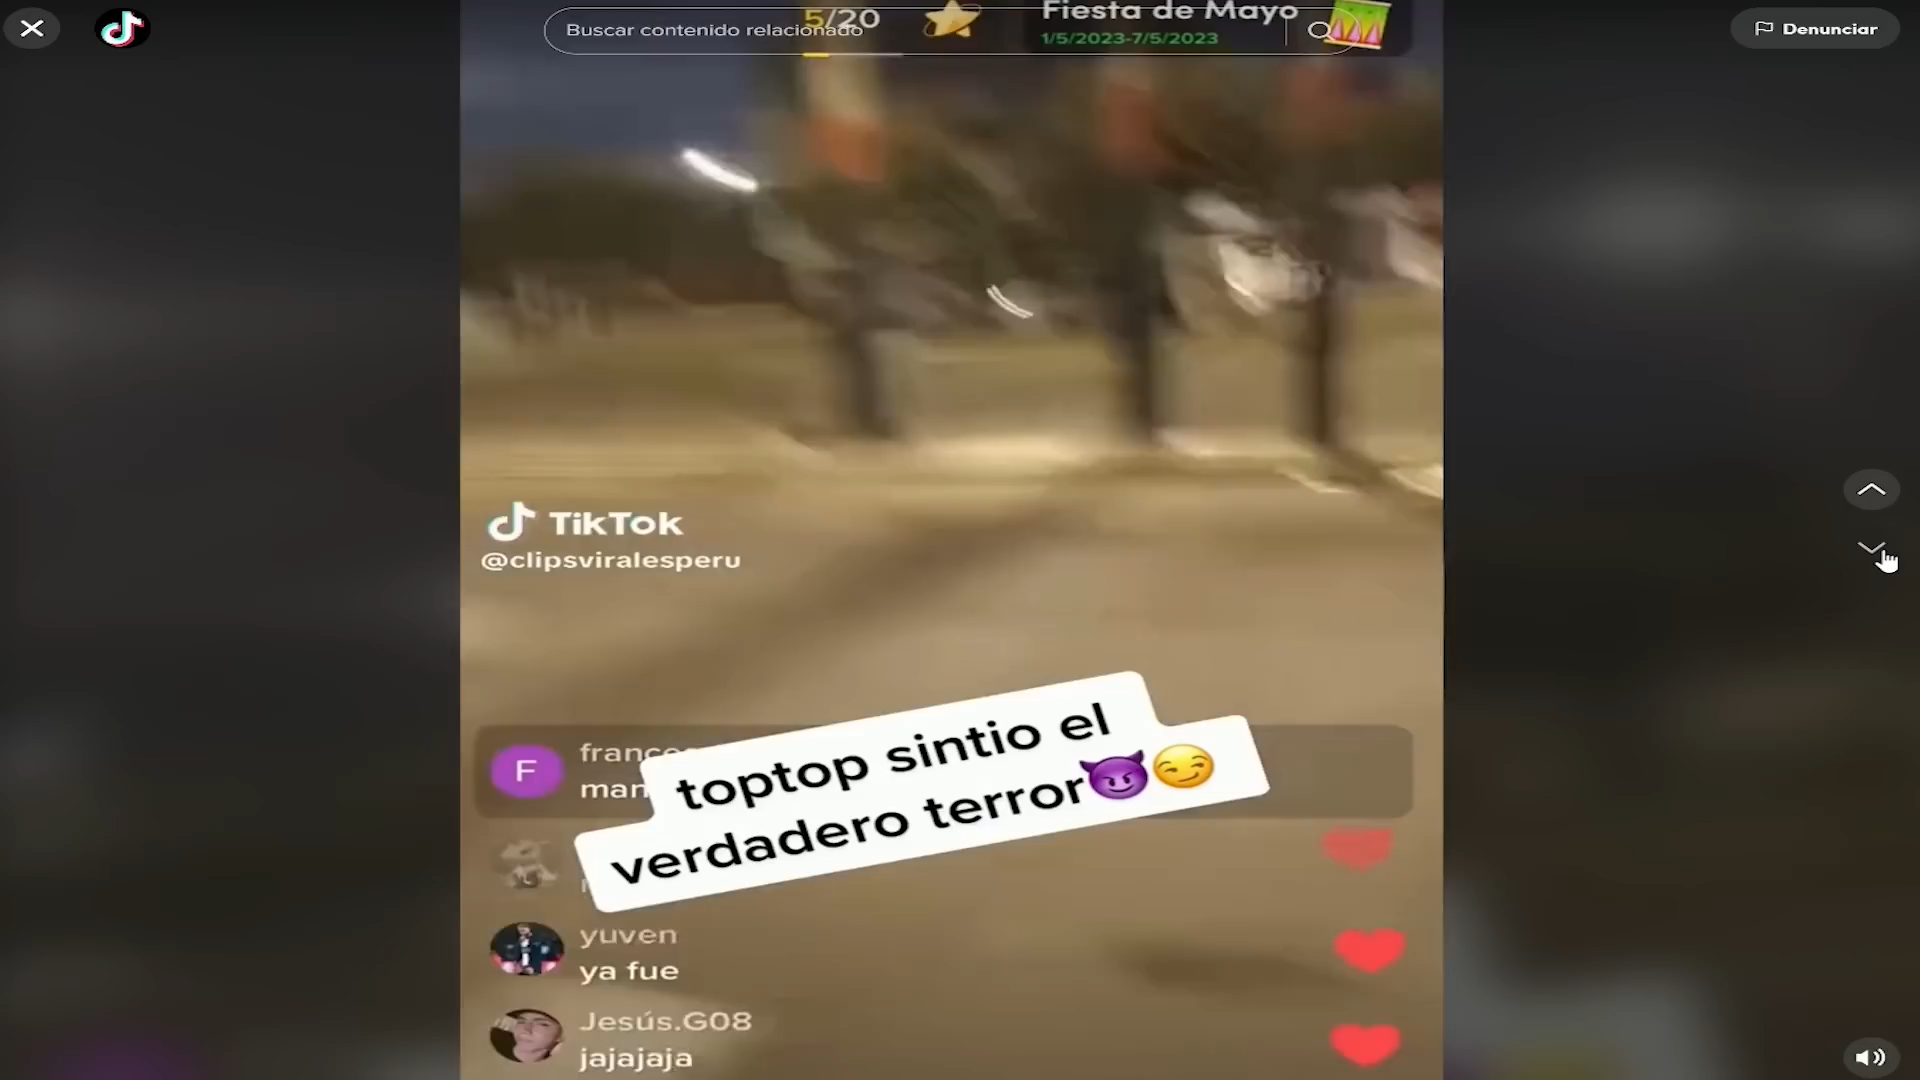 5/20
Fiesta de Mayo
1/5/2023-7/5/2023
Buscar contenido relacionado
Denunciar
TikTok
@clipsviralesperu
toptop sintio el
verdadero terror😈😏
F
yuven
ya fue
Jesús.G08
jajajaja